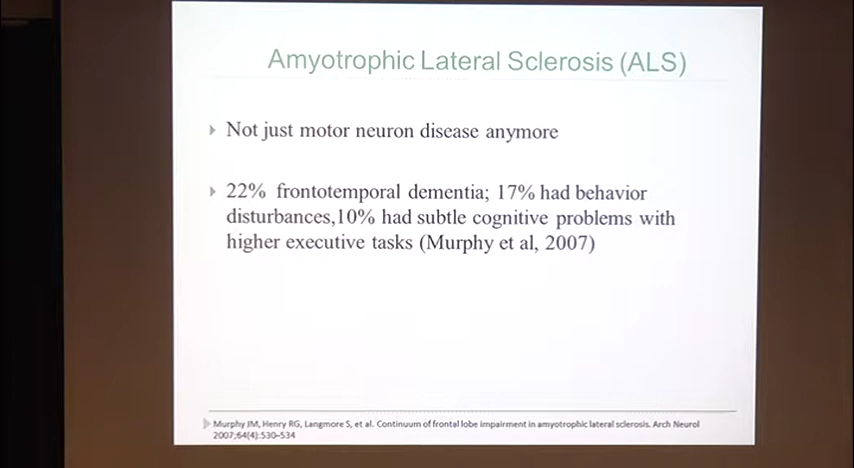 Amyotrophic Lateral Sclerosis (ALS)
Not just motor neuron disease anymore
22% frontotemporal dementia; 17% had behavior
disturbances,10% had subtle cognitive problems with
higher executive tasks (Murphy et al, 2007)
Murphy JM, Henry RG, Langmore S, et al. Continuum of frontal lobe impairment in amyotrophic lateral sclerosis. Arch Neurol
2007;64(4):530–534